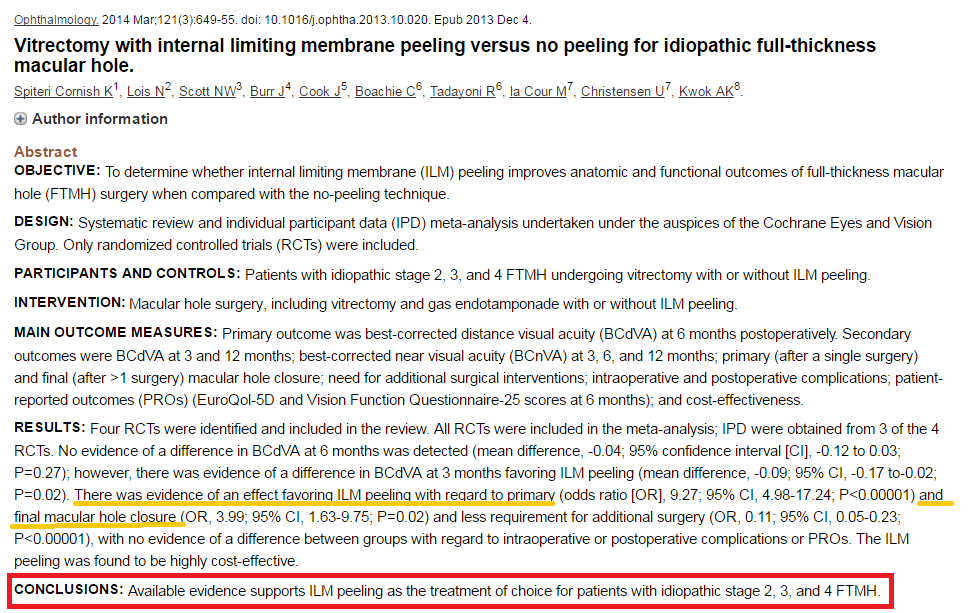 Ophthalmology. 2014 Mar;121(3):649-55. doi: 10.1016/j.ophtha.2013.10.020. Epub 2013 Dec 4.
Vitrectomy with internal limiting membrane peeling versus no peeling for idiopathic full-thickness
macular hole.
Spiteri Cornish K1, Lois N2, Scott NW3, Burr J4, Cook J5, Boachie C6, Tadayoni R6, la Cour M7, Christensen U7, Kwok AK8.
Author information
Abstract
OBJECTIVE: To determine whether internal limiting membrane (ILM) peeling improves anatomic and functional outcomes of full-thickness macular
hole (FTMH) surgery when compared with the no-peeling technique.
DESIGN: Systematic review and individual participant data (IPD) meta-analysis undertaken under the auspices of the Cochrane Eyes and Vision
Group. Only randomized controlled trials (RCTs) were included.
PARTICIPANTS AND CONTROLS: Patients with idiopathic stage 2, 3, and 4 FTMH undergoing vitrectomy with or without ILM peeling.
INTERVENTION: Macular hole surgery, including vitrectomy and gas endotamponade with or without ILM peeling.
MAIN OUTCOME MEASURES: Primary outcome was best-corrected distance visual acuity (BCdVA) at 6 months postoperatively. Secondary
outcomes were BCdVA at 3 and 12 months; best-corrected near visual acuity (BCnVA) at 3, 6, and 12 months; primary (after a single surgery)
and final (after >1 surgery) macular hole closure; need for additional surgical interventions; intraoperative and postoperative complications; patient-
reported outcomes (PROs) (EuroQol-5D and Vision Function Questionnaire-25 scores at 6 months); and cost-effectiveness.
RESULTS: Four RCTs were identified and included in the review. All RCTs were included in the meta-analysis; IPD were obtained from 3 of the 4
RCTs. No evidence of a difference in BCdVA at 6 months was detected (mean difference, -0.04; 95% confidence interval [CI], -0.12 to 0.03;
P=0.27); however, there was evidence of a difference in BCdVA at 3 months favoring ILM peeling (mean difference, -0.09; 95% CI, -0.17 to-0.02;
P=0.02). There was evidence of an effect favoring ILM peeling with regard to primary (odds ratio [OR], 9.27; 95% CI, 4.98-17.24; P<0.00001) and
final macular hole closure (OR, 3.99; 95% CI, 1.63-9.75; P=0.02) and less requirement for additional surgery (OR, 0.11; 95% CI, 0.05-0.23;
P<0.00001), with no evidence of a difference between groups with regard to intraoperative or postoperative complications or PROs. The ILM
peeling was found to be highly cost-effective.
CONCLUSIONS: Available evidence supports ILM peeling as the treatment of choice for patients with idiopathic stage 2, 3, and 4 FTMH.